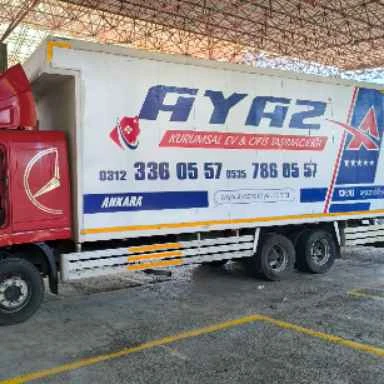 AYAZ
KURUMSAL EV & OFİS TAŞIMACILIĞI
0312 336 05 57 0535 786 05 57
ANKARA